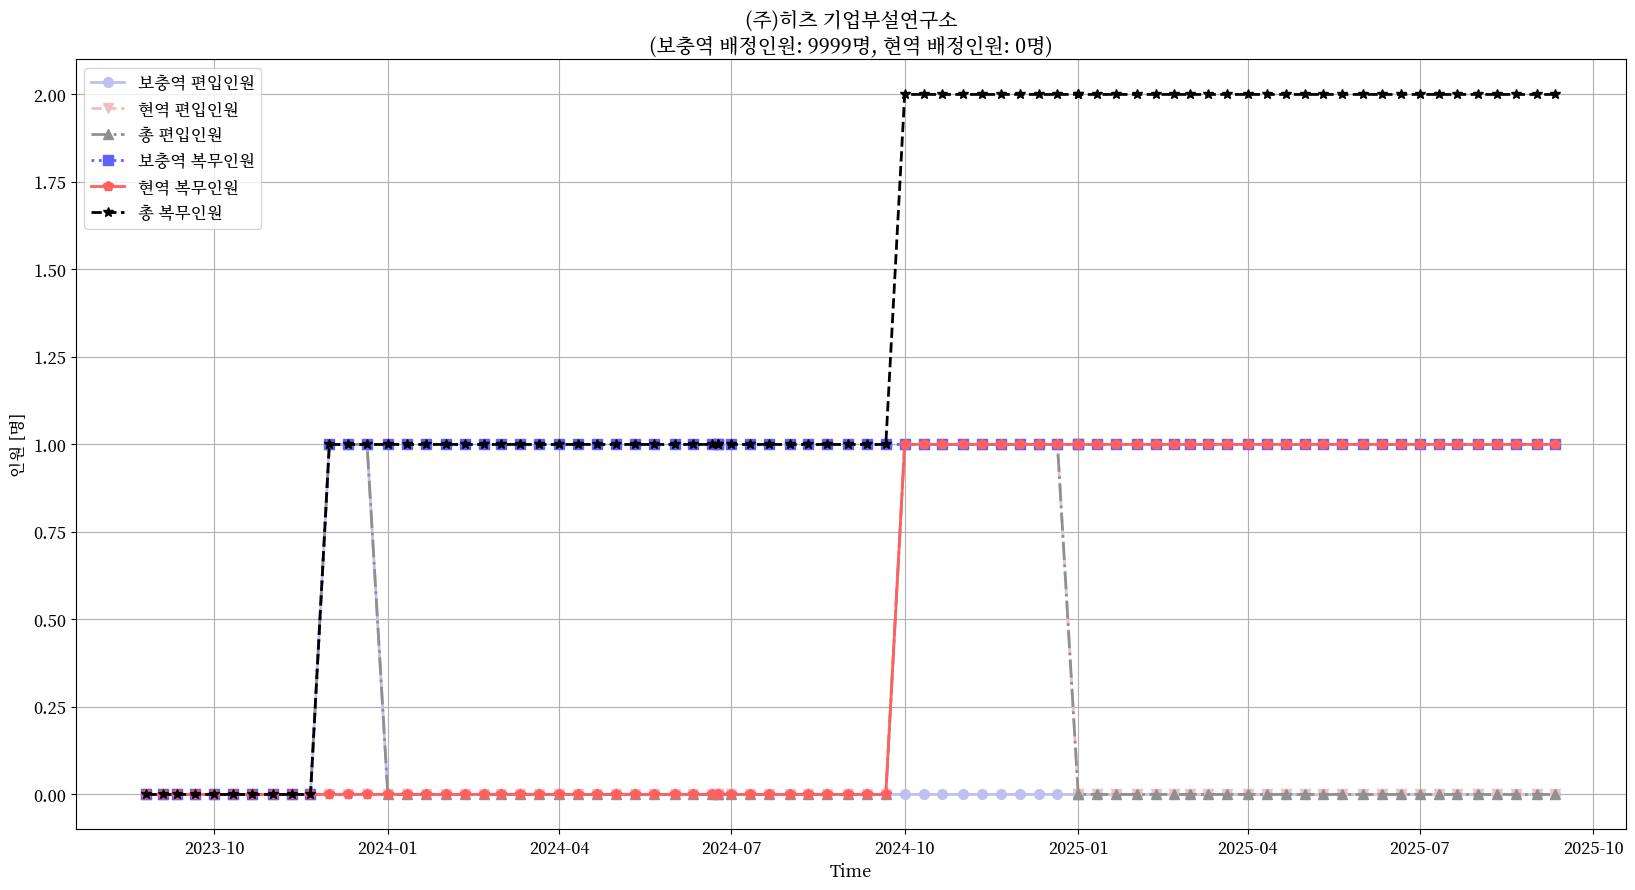 (주)히츠 기업부설연구소
(보충역 배정인원: 9999명, 현역 배정인원: 0명)
보충역 편입인원
현역 편입인원
총 편입인원
보충역 복무인원
현역 복무인원
총 복무인원
2.00
1.75
1.50
1.25
1.00
0.75
0.50
0.25
0.00
인원 [명]
2023-10
2024-01
2024-04
2024-07
2024-10
2025-01
2025-04
2025-07
2025-10
Time